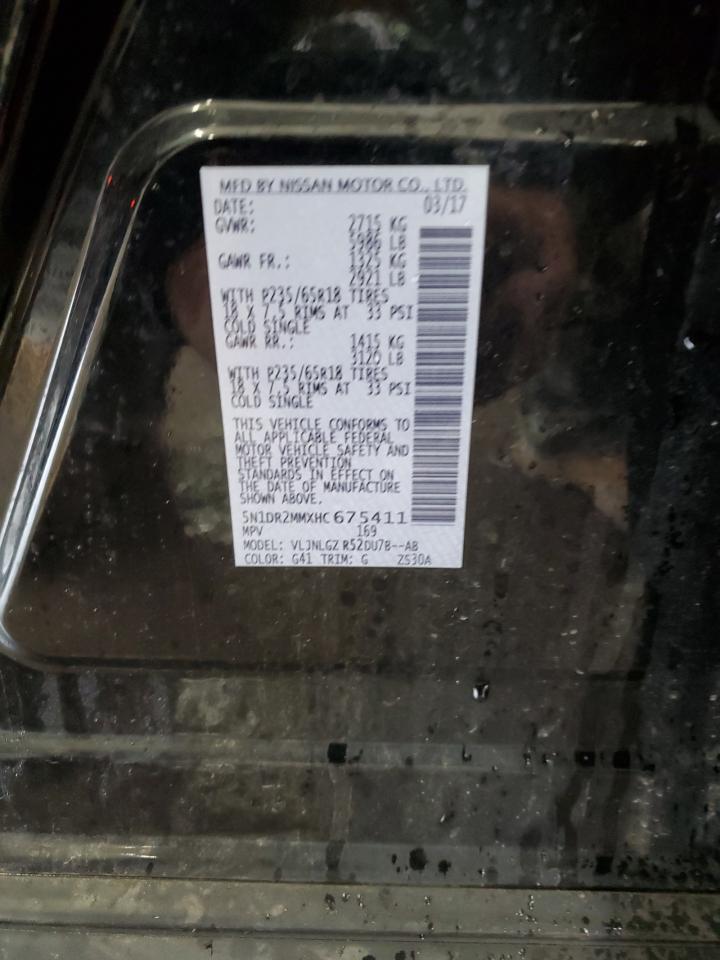 MFD BY NISSAN MOTOR CO., LTD.
DATE: 03/17
GVWR: 2715 KG
5986 LB
GAWR FR.: 1325 KG
2921 LB
WITH P235/65R18 TIRES
18 X 7.5 RIMS AT 33 PSI
COLD SINGLE
GAWR RR.: 1415 KG
3120 LB
WITH P235/65R18 TIRES
18 X 7.5 RIMS AT 33 PSI
COLD SINGLE
THIS VEHICLE CONFORMS TO
ALL APPLICABLE FEDERAL
MOTOR VEHICLE SAFETY AND
THEFT PREVENTION
STANDARDS IN EFFECT ON
THE DATE OF MANUFACTURE
SHOWN ABOVE.
5N1DR2MMXHC675411
MPV 169
MODEL: VLJNLGZ R52DU7B--AB
COLOR: G41 TRIM: G ZS30A